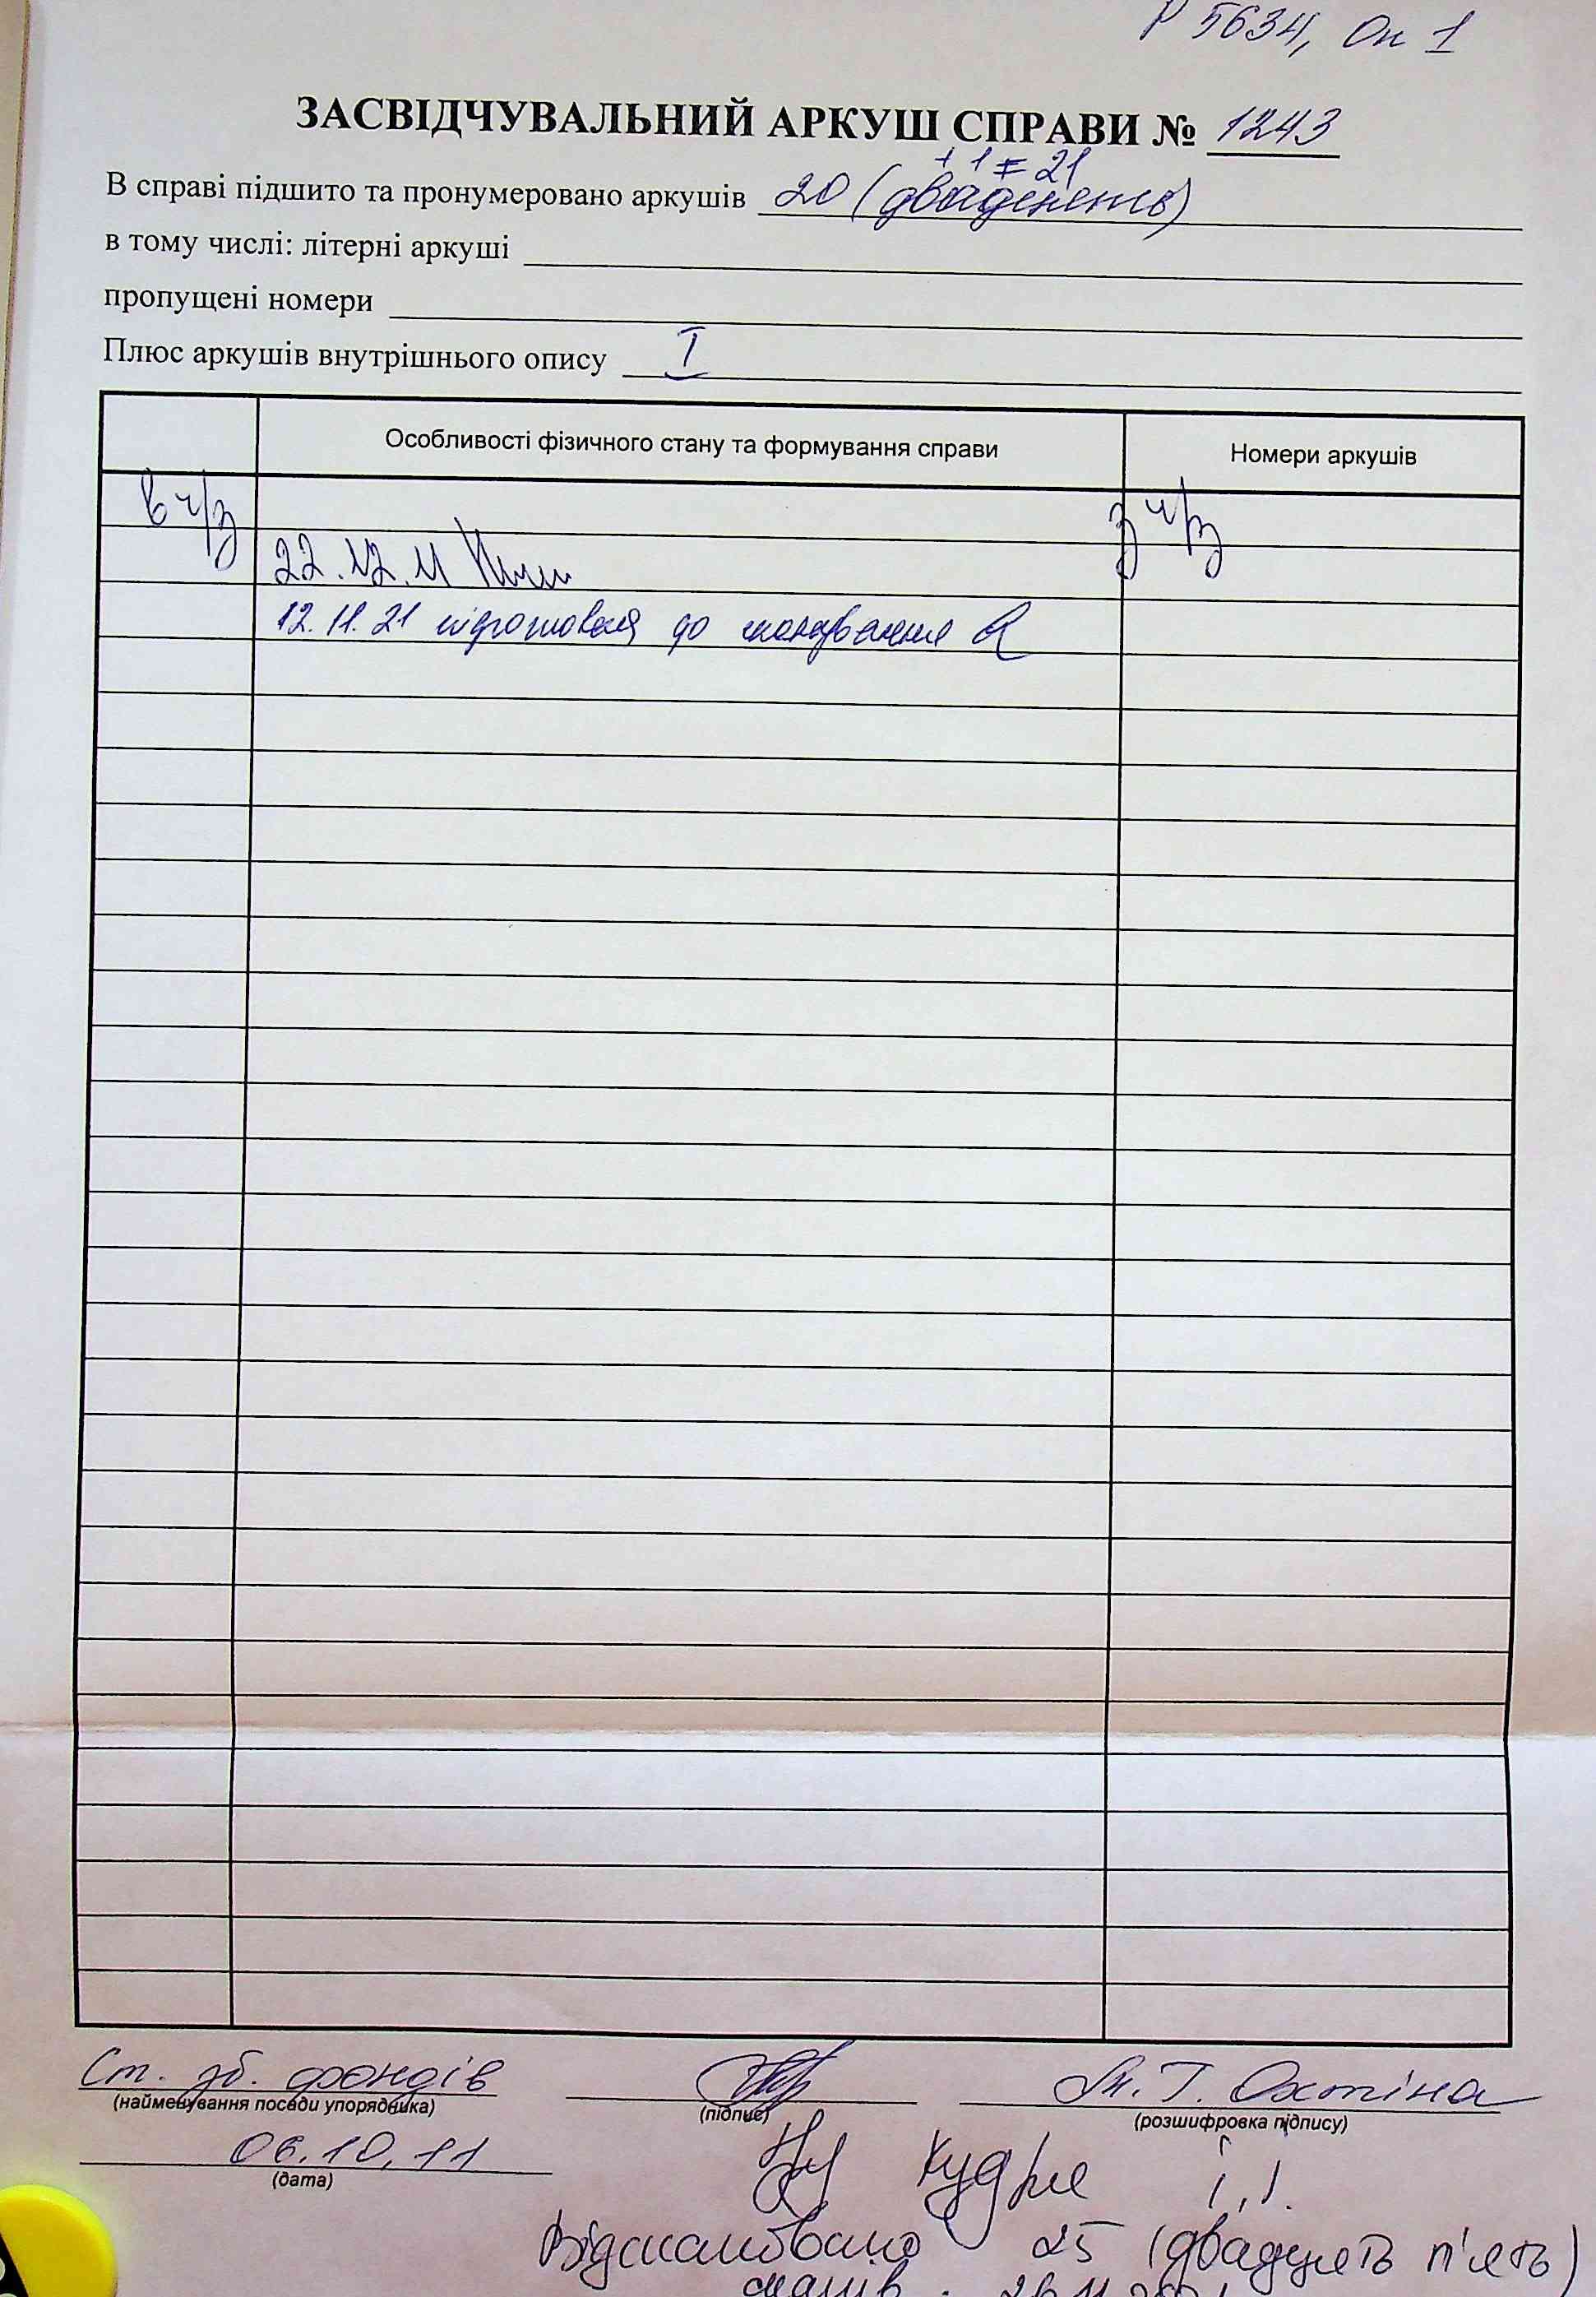 Р 5634, Оп 1
ЗАСВІДЧУВАЛЬНИЙ АРКУШ СПРАВИ № 1243
+ 1 = 21
В справі підшито та пронумеровано аркушів 20 (двадцять)
в тому числі: літерні аркуші
пропущені номери
Плюс аркушів внутрішнього опису I
Особливості фізичного стану та формування справи Номери аркушів
в ч/з з ч/з
22.12.11
12.11.21 підготовка до сканування
Ст. зб. фондів Охтіна
(найменування посади упорядника) (підпис) (розшифровка підпису)
06.10.11
(дата)
Кудра І.І.
Відскановано 25 (двадцять п'ять)